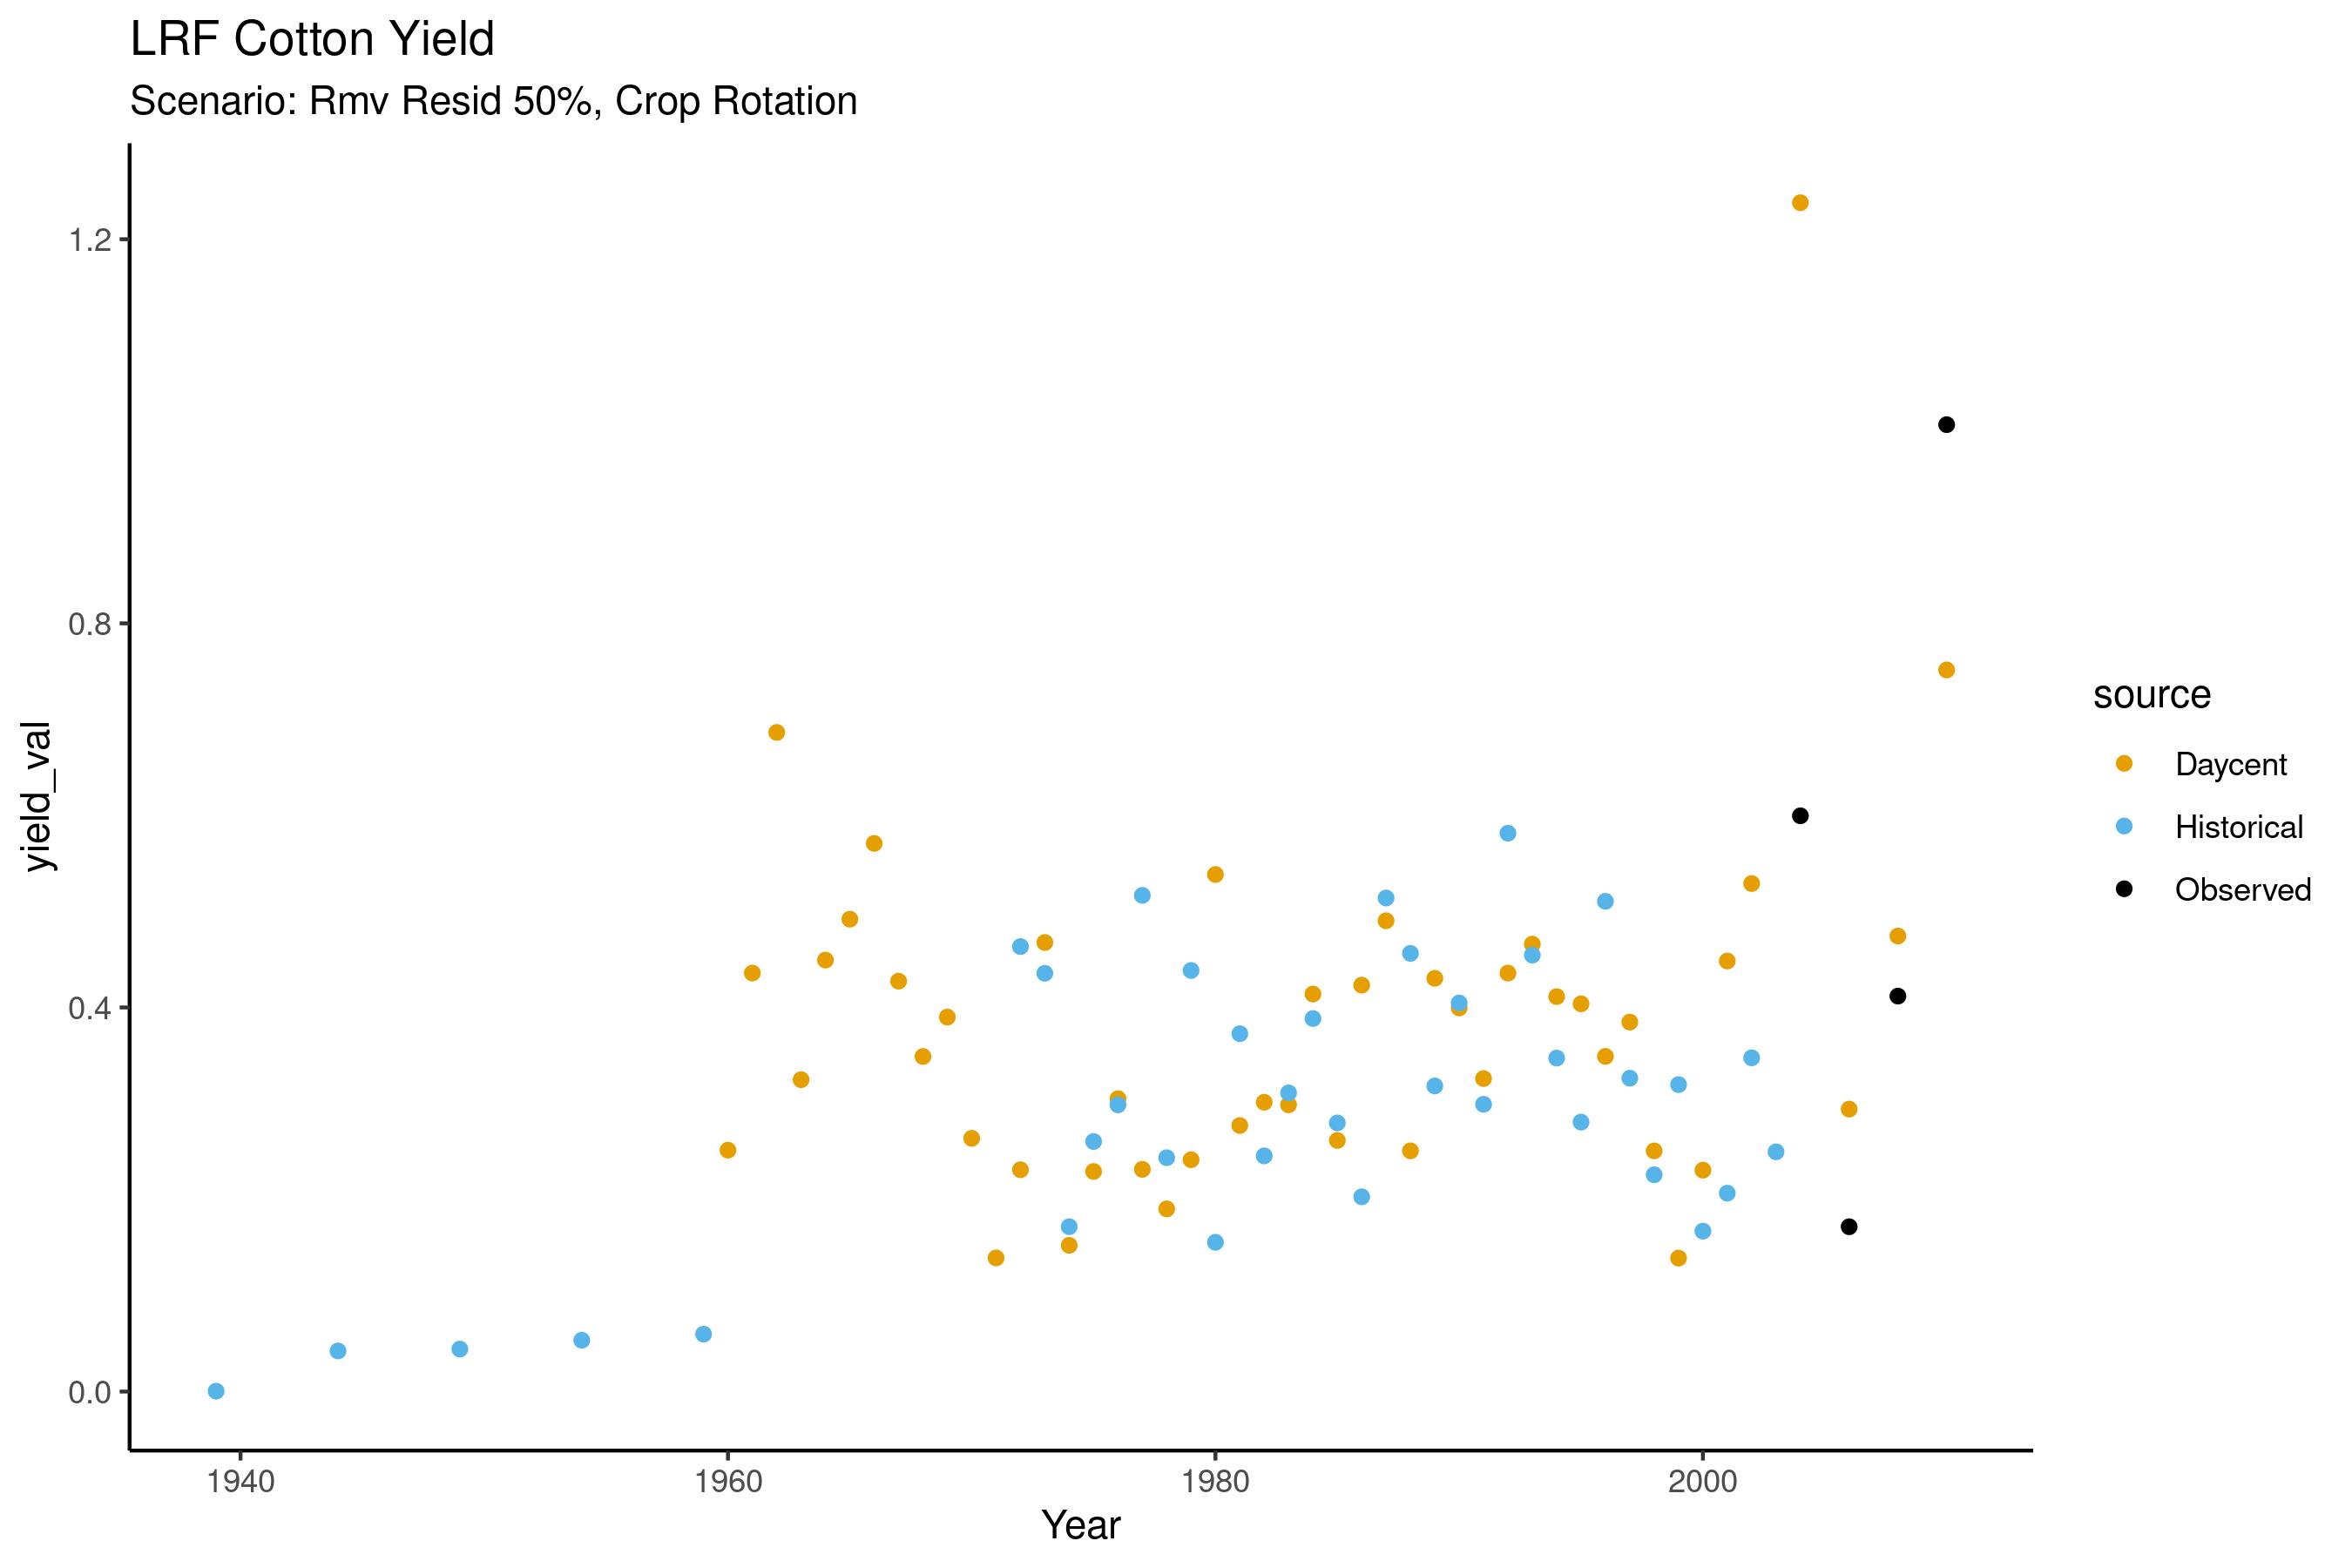 LRF Cotton Yield
Scenario: Rmv Resid 50%, Crop Rotation
yield_val
1.2
0.8
0.4
0.0
1940 1960 1980 2000
Year
source
Daycent
Historical
Observed